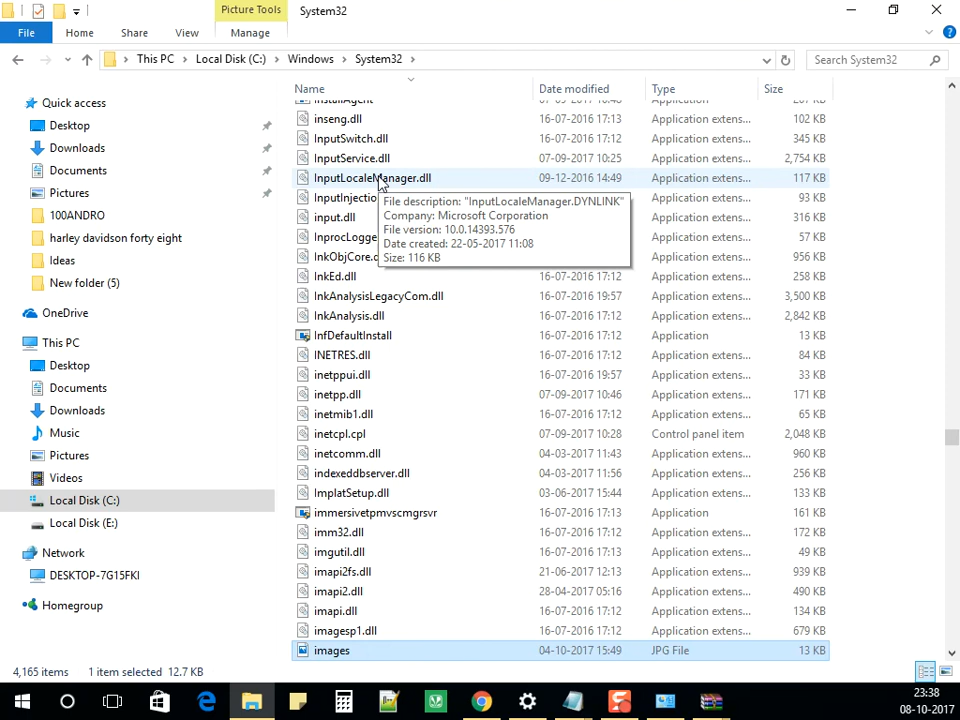 Picture Tools
System32
File
Home
Share
View
Manage
This PC
Local Disk (C:)
Windows
System32
Search System32
Name
Date modified
Type
Size
Quick access
Desktop
Downloads
Documents
Pictures
100ANDRO
harley davidson forty eight
Ideas
New folder (5)
OneDrive
This PC
Desktop
Documents
Downloads
Music
Pictures
Videos
Local Disk (C:)
Local Disk (E:)
Network
DESKTOP-7G15FKI
Homegroup
inseng.dll 16-07-2016 17:13 Application extens... 102 KB
InputSwitch.dll 16-07-2016 17:12 Application extens... 345 KB
InputService.dll 07-09-2017 10:25 Application extens... 2,754 KB
InputLocaleManager.dll 09-12-2016 14:49 Application extens... 117 KB
InputInjectio Application extens... 93 KB
input.dll Application extens... 316 KB
InprocLogge Application extens... 57 KB
InkObjCore.d Application extens... 956 KB
File description: "InputLocaleManager.DYNLINK"
Company: Microsoft Corporation
File version: 10.0.14393.576
Date created: 22-05-2017 11:08
Size: 116 KB
InkEd.dll 16-07-2016 17:12 Application extens... 258 KB
InkAnalysisLegacyCom.dll 16-07-2016 19:57 Application extens... 3,500 KB
InkAnalysis.dll 16-07-2016 17:12 Application extens... 2,842 KB
InfDefaultInstall 16-07-2016 17:12 Application 13 KB
INETRES.dll 16-07-2016 17:12 Application extens... 84 KB
inetppui.dll 16-07-2016 19:57 Application extens... 33 KB
inetpp.dll 07-09-2017 10:46 Application extens... 171 KB
inetmib1.dll 16-07-2016 17:12 Application extens... 65 KB
inetcpl.cpl 07-09-2017 10:28 Control panel item 2,048 KB
inetcomm.dll 04-03-2017 11:43 Application extens... 960 KB
indexeddbserver.dll 04-03-2017 11:56 Application extens... 256 KB
ImplatSetup.dll 03-06-2017 15:44 Application extens... 133 KB
immersivetpmvscmgrsvr 16-07-2016 17:13 Application 161 KB
imm32.dll 16-07-2016 17:12 Application extens... 172 KB
imgutil.dll 16-07-2016 17:13 Application extens... 49 KB
imapi2fs.dll 21-06-2017 12:13 Application extens... 939 KB
imapi2.dll 28-04-2017 05:16 Application extens... 490 KB
imapi.dll 16-07-2016 17:12 Application extens... 134 KB
imagesp1.dll 16-07-2016 17:12 Application extens... 679 KB
images 04-10-2017 15:49 JPG File 13 KB
4,165 items 1 item selected 12.7 KB
23:38
08-10-2017